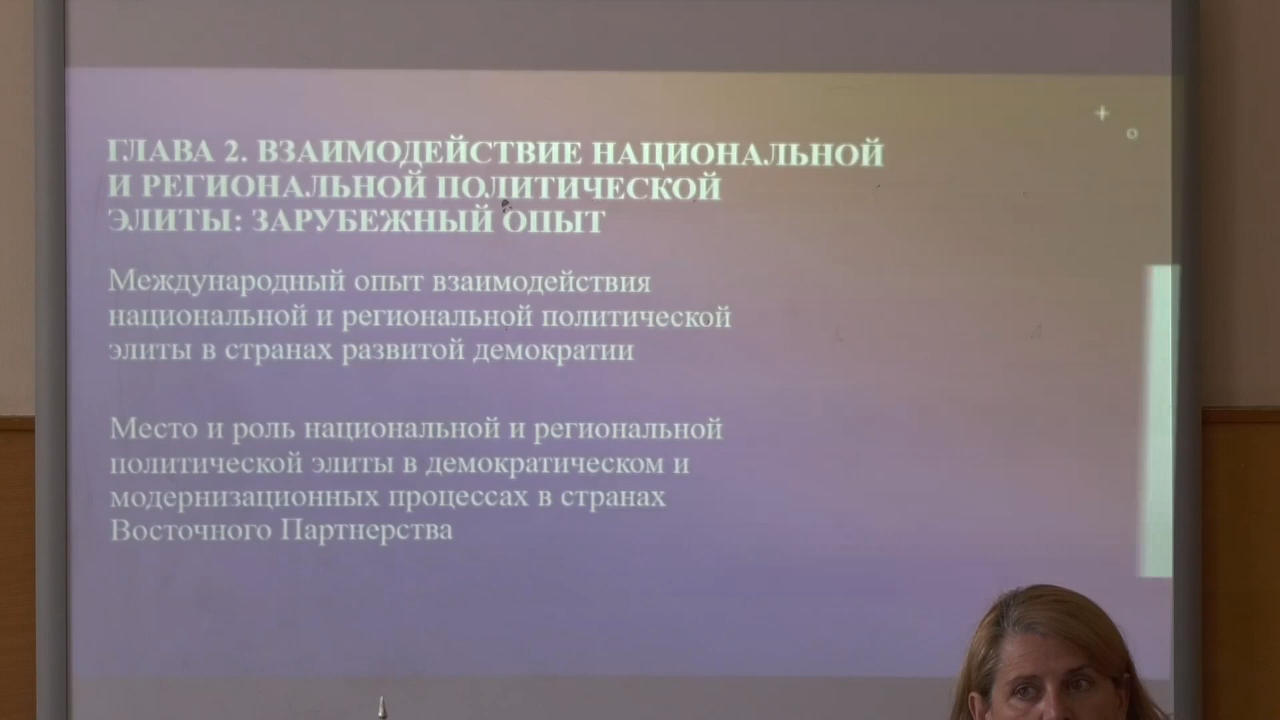 ГЛАВА 2. ВЗАИМОДЕЙСТВИЕ НАЦИОНАЛЬНОЙ
И РЕГИОНАЛЬНОЙ ПОЛИТИЧЕСКОЙ
ЭЛИТЫ: ЗАРУБЕЖНЫЙ ОПЫТ
Международный опыт взаимодействия
национальной и региональной политической
элиты в странах развитой демократии
Место и роль национальной и региональной
политической элиты в демократическом и
модернизационных процессах в странах
Восточного Партнерства